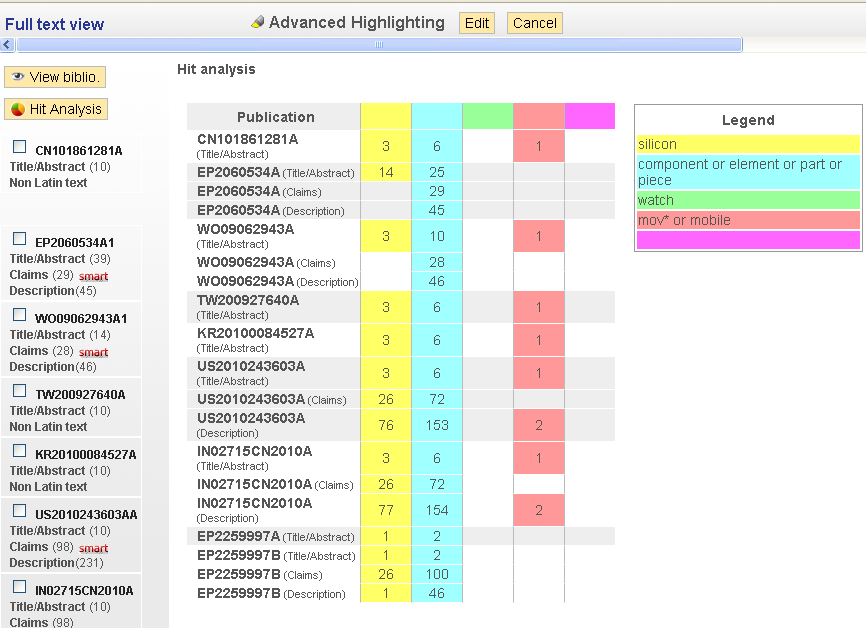 Full text view
Advanced Highlighting
Edit
Cancel
View biblio.
Hit Analysis
CN101861281A
Title/Abstract (10)
Non Latin text
EP2060534A1
Title/Abstract (39)
Claims (29) smart
Description(45)
WO09062943A1
Title/Abstract (14)
Claims (28) smart
Description(46)
TW200927640A
Title/Abstract (10)
Non Latin text
KR20100084527A
Title/Abstract (10)
Non Latin text
US2010243603AA
Title/Abstract (10)
Claims (98) smart
Description(231)
IN02715CN2010A
Title/Abstract (10)
Claims (98)
Hit analysis
Publication
CN101861281A
(Title/Abstract) 3 6 1
EP2060534A (Title/Abstract) 14 25
EP2060534A (Claims) 29
EP2060534A (Description) 45
WO09062943A
(Title/Abstract) 3 10 1
WO09062943A (Claims) 28
WO09062943A (Description) 46
TW200927640A
(Title/Abstract) 3 6 1
KR20100084527A
(Title/Abstract) 3 6 1
US2010243603A
(Title/Abstract) 3 6 1
US2010243603A (Claims) 26 72
US2010243603A
(Description) 76 153 2
IN02715CN2010A
(Title/Abstract) 3 6 1
IN02715CN2010A (Claims) 26 72
IN02715CN2010A
(Description) 77 154 2
EP2259997A (Title/Abstract) 1 2
EP2259997B (Title/Abstract) 1 2
EP2259997B (Claims) 26 100
EP2259997B (Description) 1 46
Legend
silicon
component or element or part or
piece
watch
mov* or mobile